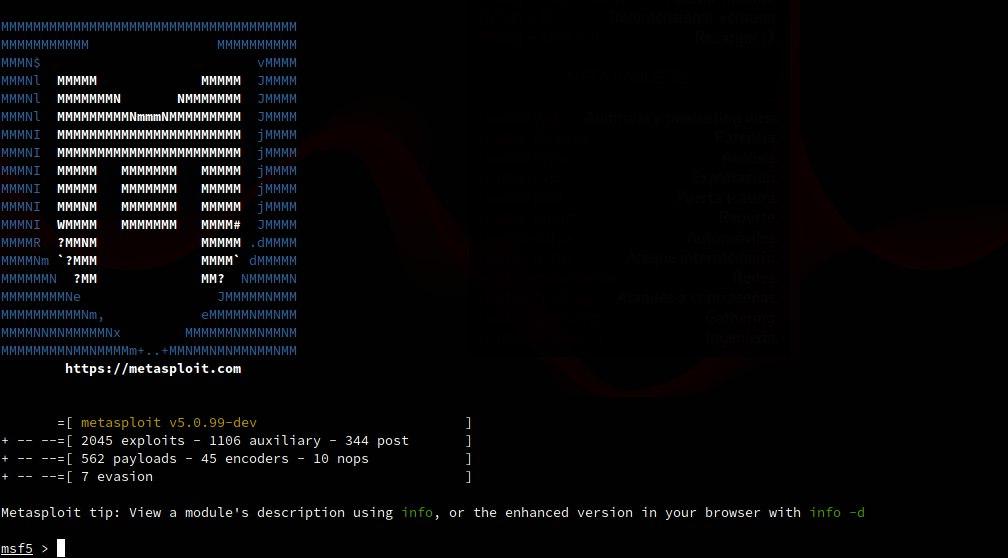 MMMMMMMMMMMMMMMMMMMMMMMMMMMMMMMMMMMMM
MMMMMMMMMMM                MMMMMMMMMM
MMMN$                           vMMMM
MMMNl  MMMMM             MMMMM  JMMMM
MMMNl  MMMMMMMN       NMMMMMMM  JMMMM
MMMNl  MMMMMMMMMNmmmNMMMMMMMMM  JMMMM
MMMNI  MMMMMMMMMMMMMMMMMMMMMMM  jMMMM
MMMNI  MMMMMMMMMMMMMMMMMMMMMMM  jMMMM
MMMNI  MMMMM   MMMMMMM   MMMMM  jMMMM
MMMNI  MMMMM   MMMMMMM   MMMMM  jMMMM
MMMNI  MMMNM   MMMMMMM   MMMMM  jMMMM
MMMNI  WMMMM   MMMMMMM   MMMM#  JMMMM
MMMMR  ?MMNM             MMMMM .dMMMM
MMMMNm `?MMM             MMMM` dMMMMM
MMMMMMN  ?MM             MM?  NMMMMMN
MMMMMMMMNe                 JMMMMMNMMM
MMMMMMMMMMNm,            eMMMMMNMMNMM
MMMMNNMNMMMMMNx        MMMMMMNMMNMMNM
MMMMMMMMNMMNMMMMm+..+MMNMMNMNMMNMMNMM
https://metasploit.com
=[ metasploit v5.0.99-dev ]
+ -- --=[ 2045 exploits - 1106 auxiliary - 344 post ]
+ -- --=[ 562 payloads - 45 encoders - 10 nops ]
+ -- --=[ 7 evasion ]
Metasploit tip: View a module's description using info, or the enhanced version in your browser with info -d
msf5 >